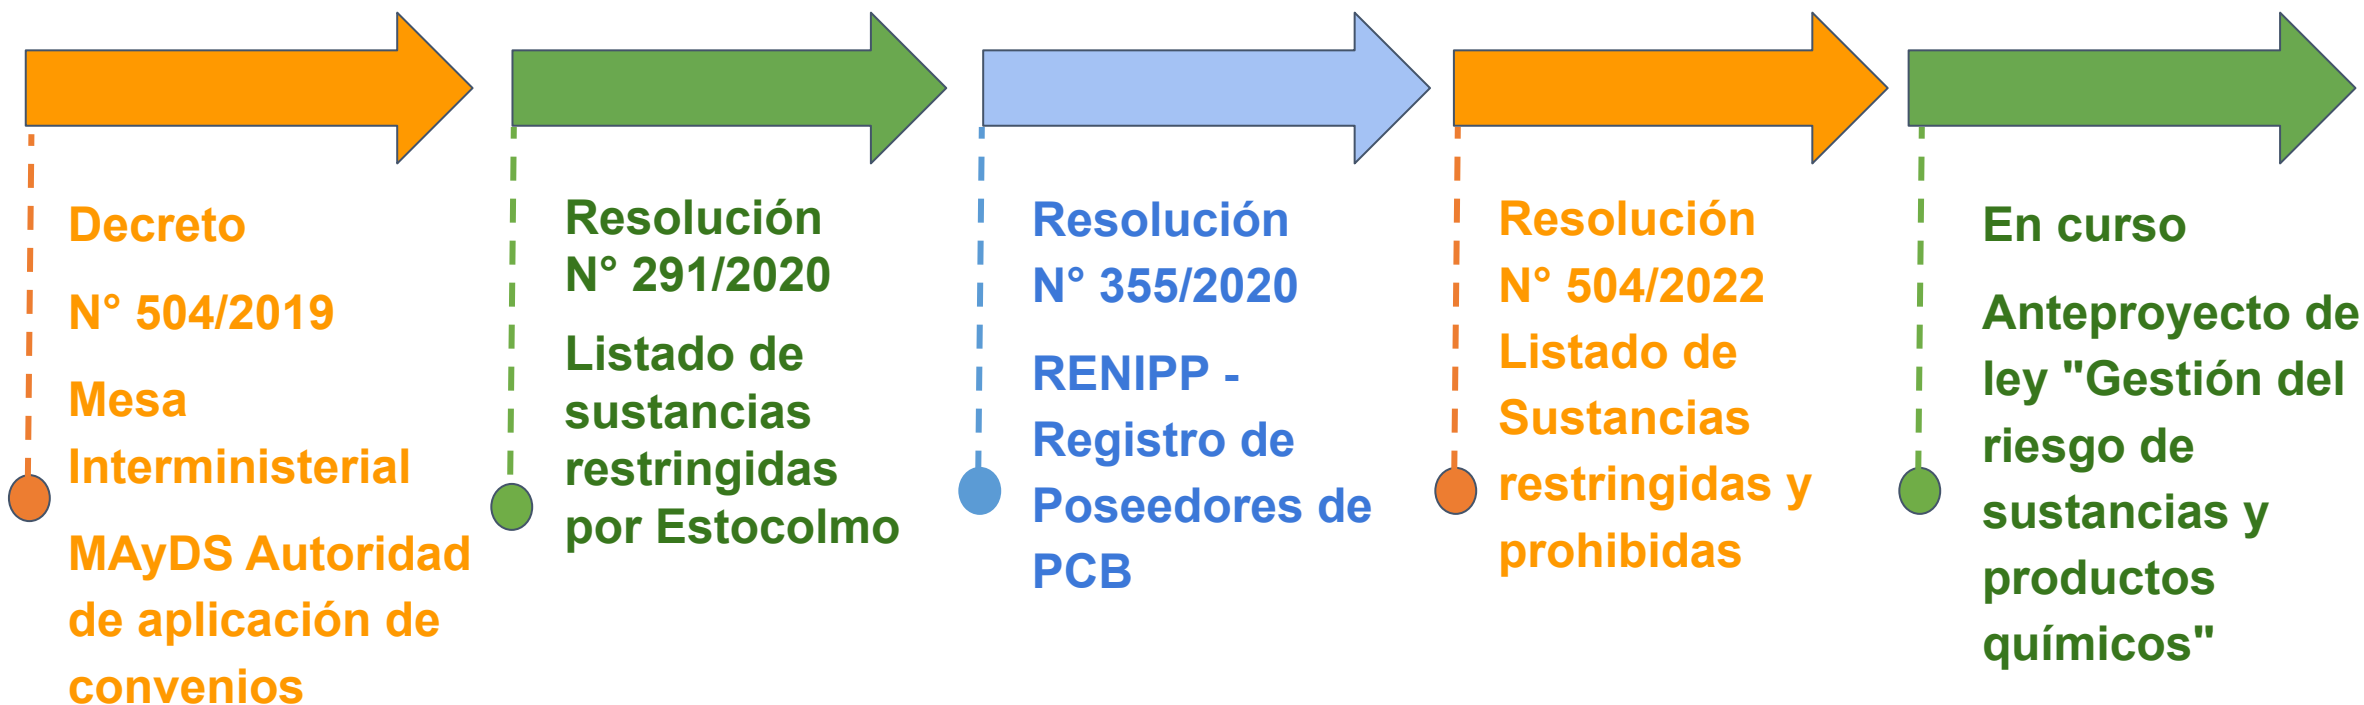 Decreto
N° 504/2019
Mesa
Interministerial
MAyDS Autoridad
de aplicación de
convenios
Resolución
N° 291/2020
Listado de
sustancias
restringidas
por Estocolmo
Resolución
N° 355/2020
RENIPP -
Registro de
Poseedores de
PCB
Resolución
N° 504/2022
Listado de
Sustancias
restringidas y
prohibidas
En curso
Anteproyecto de
ley "Gestión del
riesgo de
sustancias y
productos
químicos"